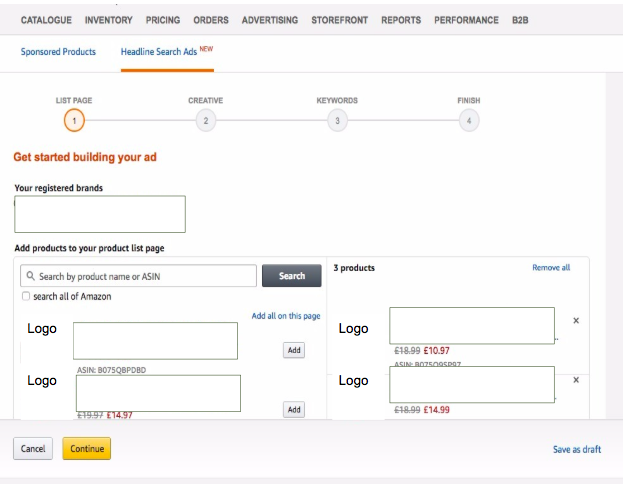 CATALOGUE INVENTORY PRICING ORDERS ADVERTISING STOREFRONT REPORTS PERFORMANCE B2B
Sponsored Products Headline Search Ads NEW
LIST PAGE CREATIVE KEYWORDS FINISH
1 2 3 4
Get started building your ad
Your registered brands
Add products to your product list page
Search by product name or ASIN Search
search all of Amazon
Add all on this page
Logo
Add
ASIN: B075QBPDBD
Logo
£19.97 £14.97
Add
3 products Remove all
Logo
x
£18.99 £10.97
Logo
x
£18.99 £14.99
Cancel Continue Save as draft